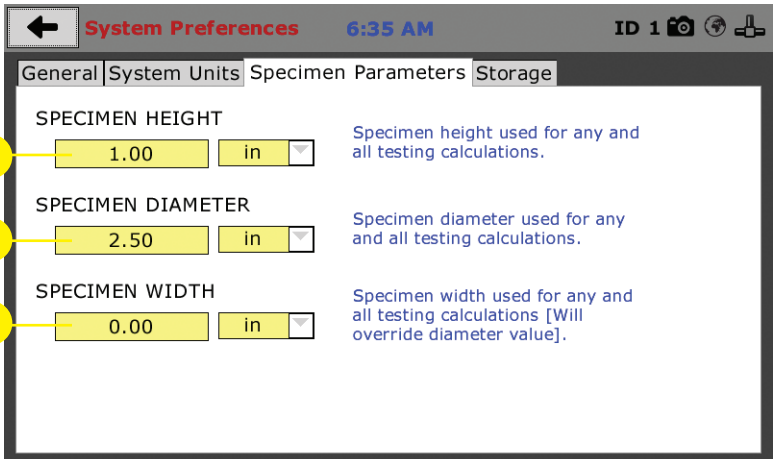 System Preferences 6:35 AM ID 1
General System Units Specimen Parameters Storage
SPECIMEN HEIGHT
1.00 in
Specimen height used for any and
all testing calculations.
SPECIMEN DIAMETER
2.50 in
Specimen diameter used for any
and all testing calculations.
SPECIMEN WIDTH
0.00 in
Specimen width used for any and
all testing calculations [Will
override diameter value].